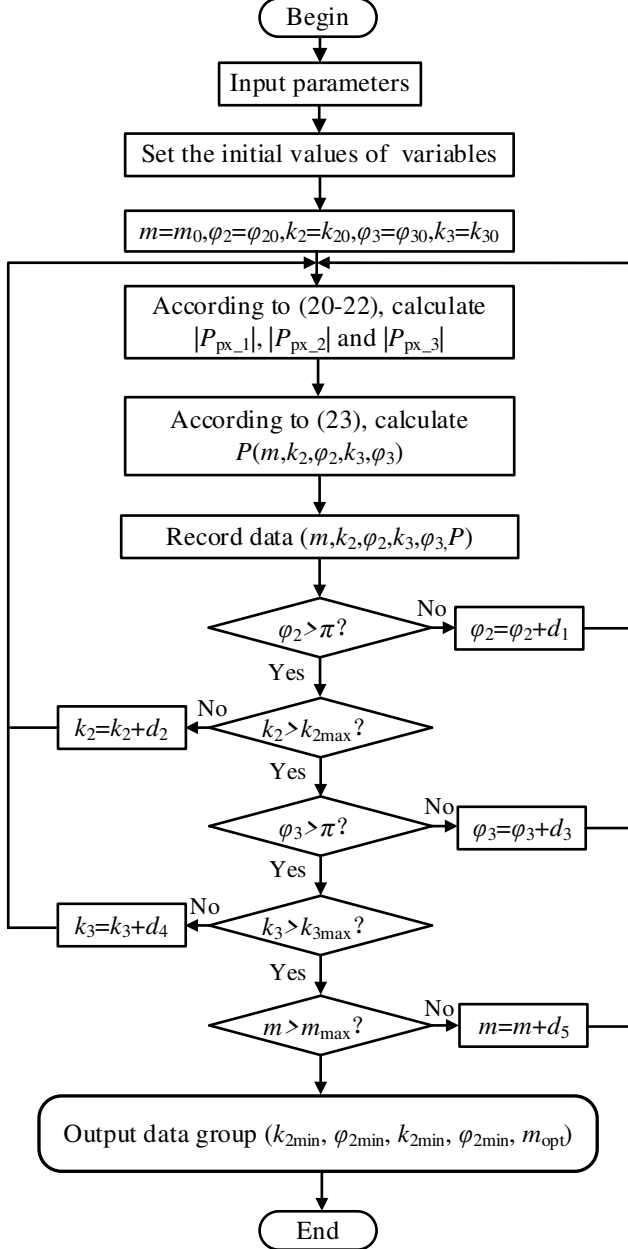 Begin
Input parameters
Set the initial values of variables
m=m₀,φ₂=φ₂₀,k₂=k₂₀,φ₃=φ₃₀,k₃=k₃₀
According to (20-22), calculate
|Pₚₓ_₁|, |Pₚₓ_₂| and |Pₚₓ_₃|
According to (23), calculate
P(m,k₂,φ₂,k₃,φ₃)
Record data (m,k₂,φ₂,k₃,φ₃,P)
φ₂>π?
No
φ₂=φ₂+d₁
Yes
k₂=k₂+d₂
No
k₂>k₂ₘₐₓ?
Yes
φ₃>π?
No
φ₃=φ₃+d₃
Yes
k₃=k₃+d₄
No
k₃>k₃ₘₐₓ?
Yes
m>mₘₐₓ?
No
m=m+d₅
Output data group (k₂ₘᵢₙ, φ₂ₘᵢₙ, k₂ₘᵢₙ, φ₂ₘᵢₙ, mₒₚₜ)
End